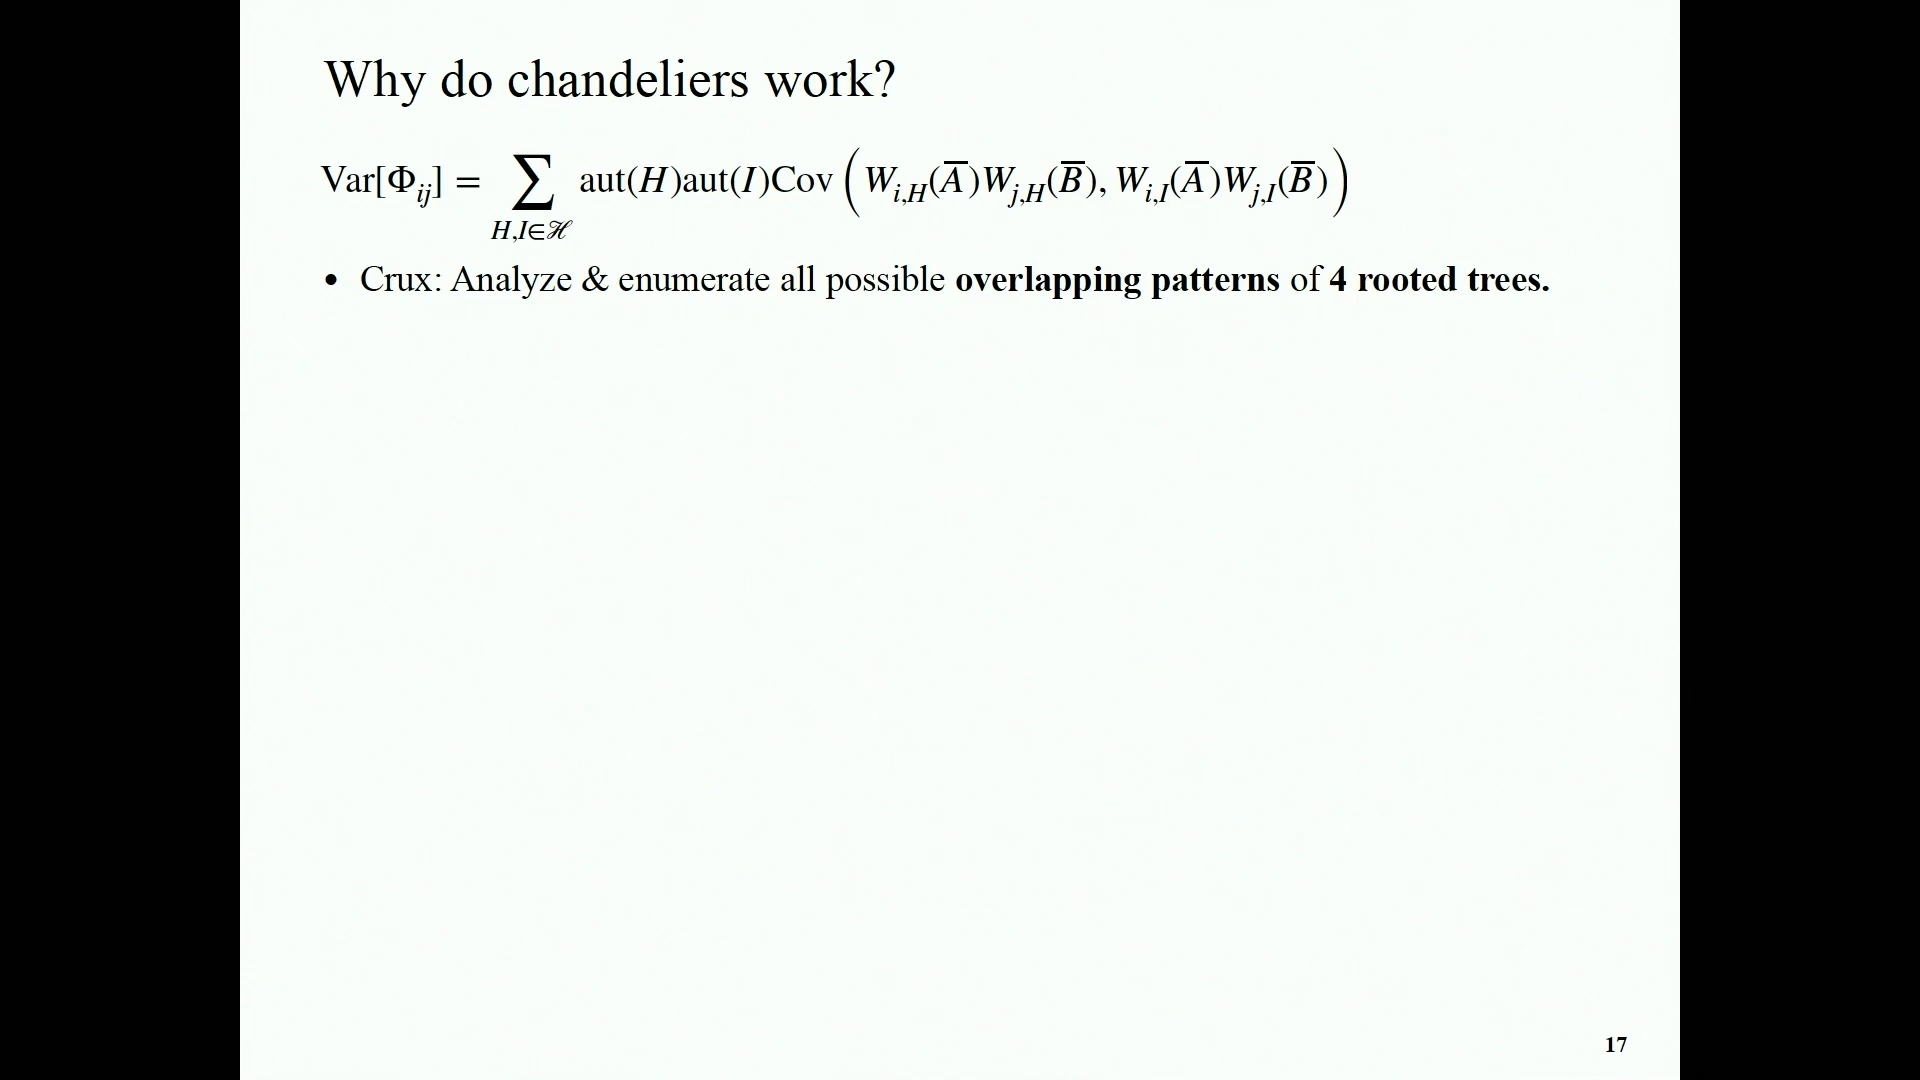 Why do chandeliers work?
Var[Φ_{ij}] = ∑_{H,I∈ℋ} aut(H)aut(I)Cov(W_{i,H}(A̅)W_{j,H}(B̅), W_{i,I}(A̅)W_{j,I}(B̅))
• Crux: Analyze & enumerate all possible overlapping patterns of 4 rooted trees.
17